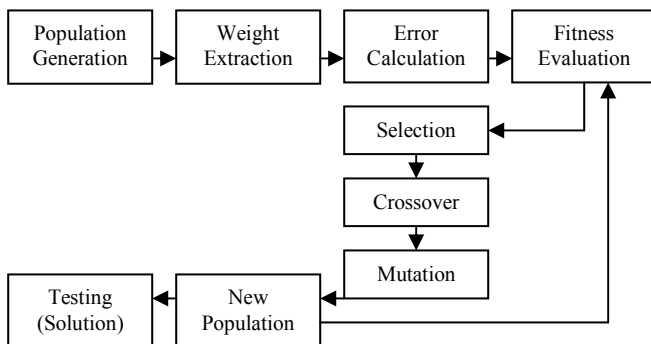 Population
Generation
Weight
Extraction
Error
Calculation
Fitness
Evaluation
Selection
Crossover
Mutation
Testing
(Solution)
New
Population